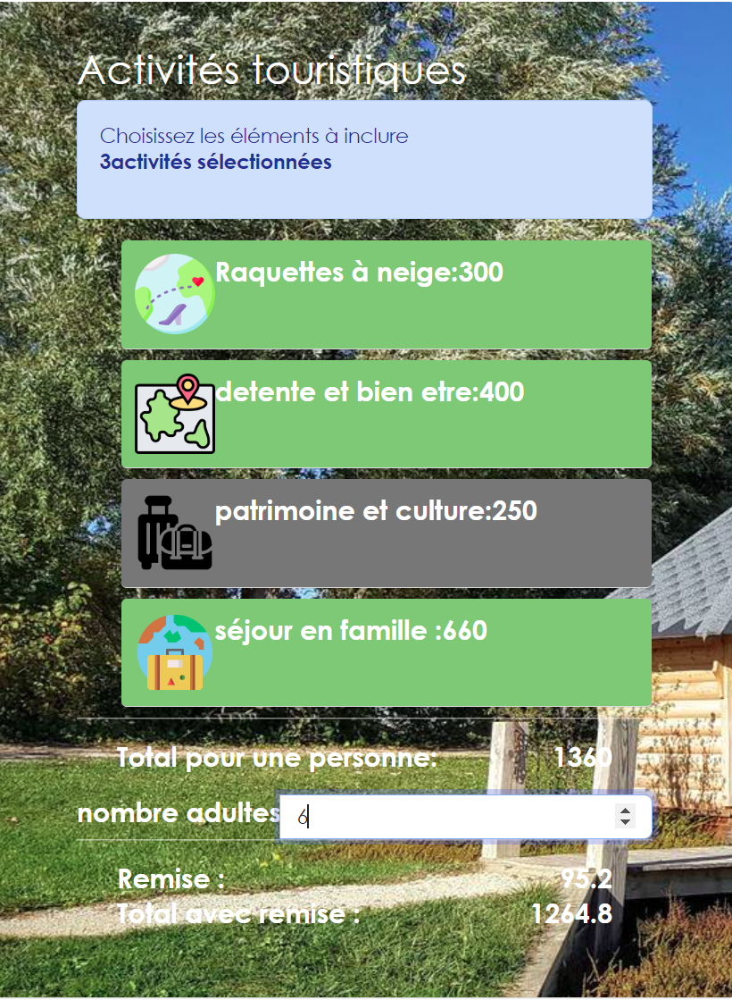 Activités touristiques
Choisissez les éléments à inclure
3activités sélectionnées
Raquettes à neige:300
detente et bien etre:400
patrimoine et culture:250
séjour en famille :660
Total pour une personne: 1360
nombre adultes 6
Remise : 95.2
Total avec remise : 1264.8